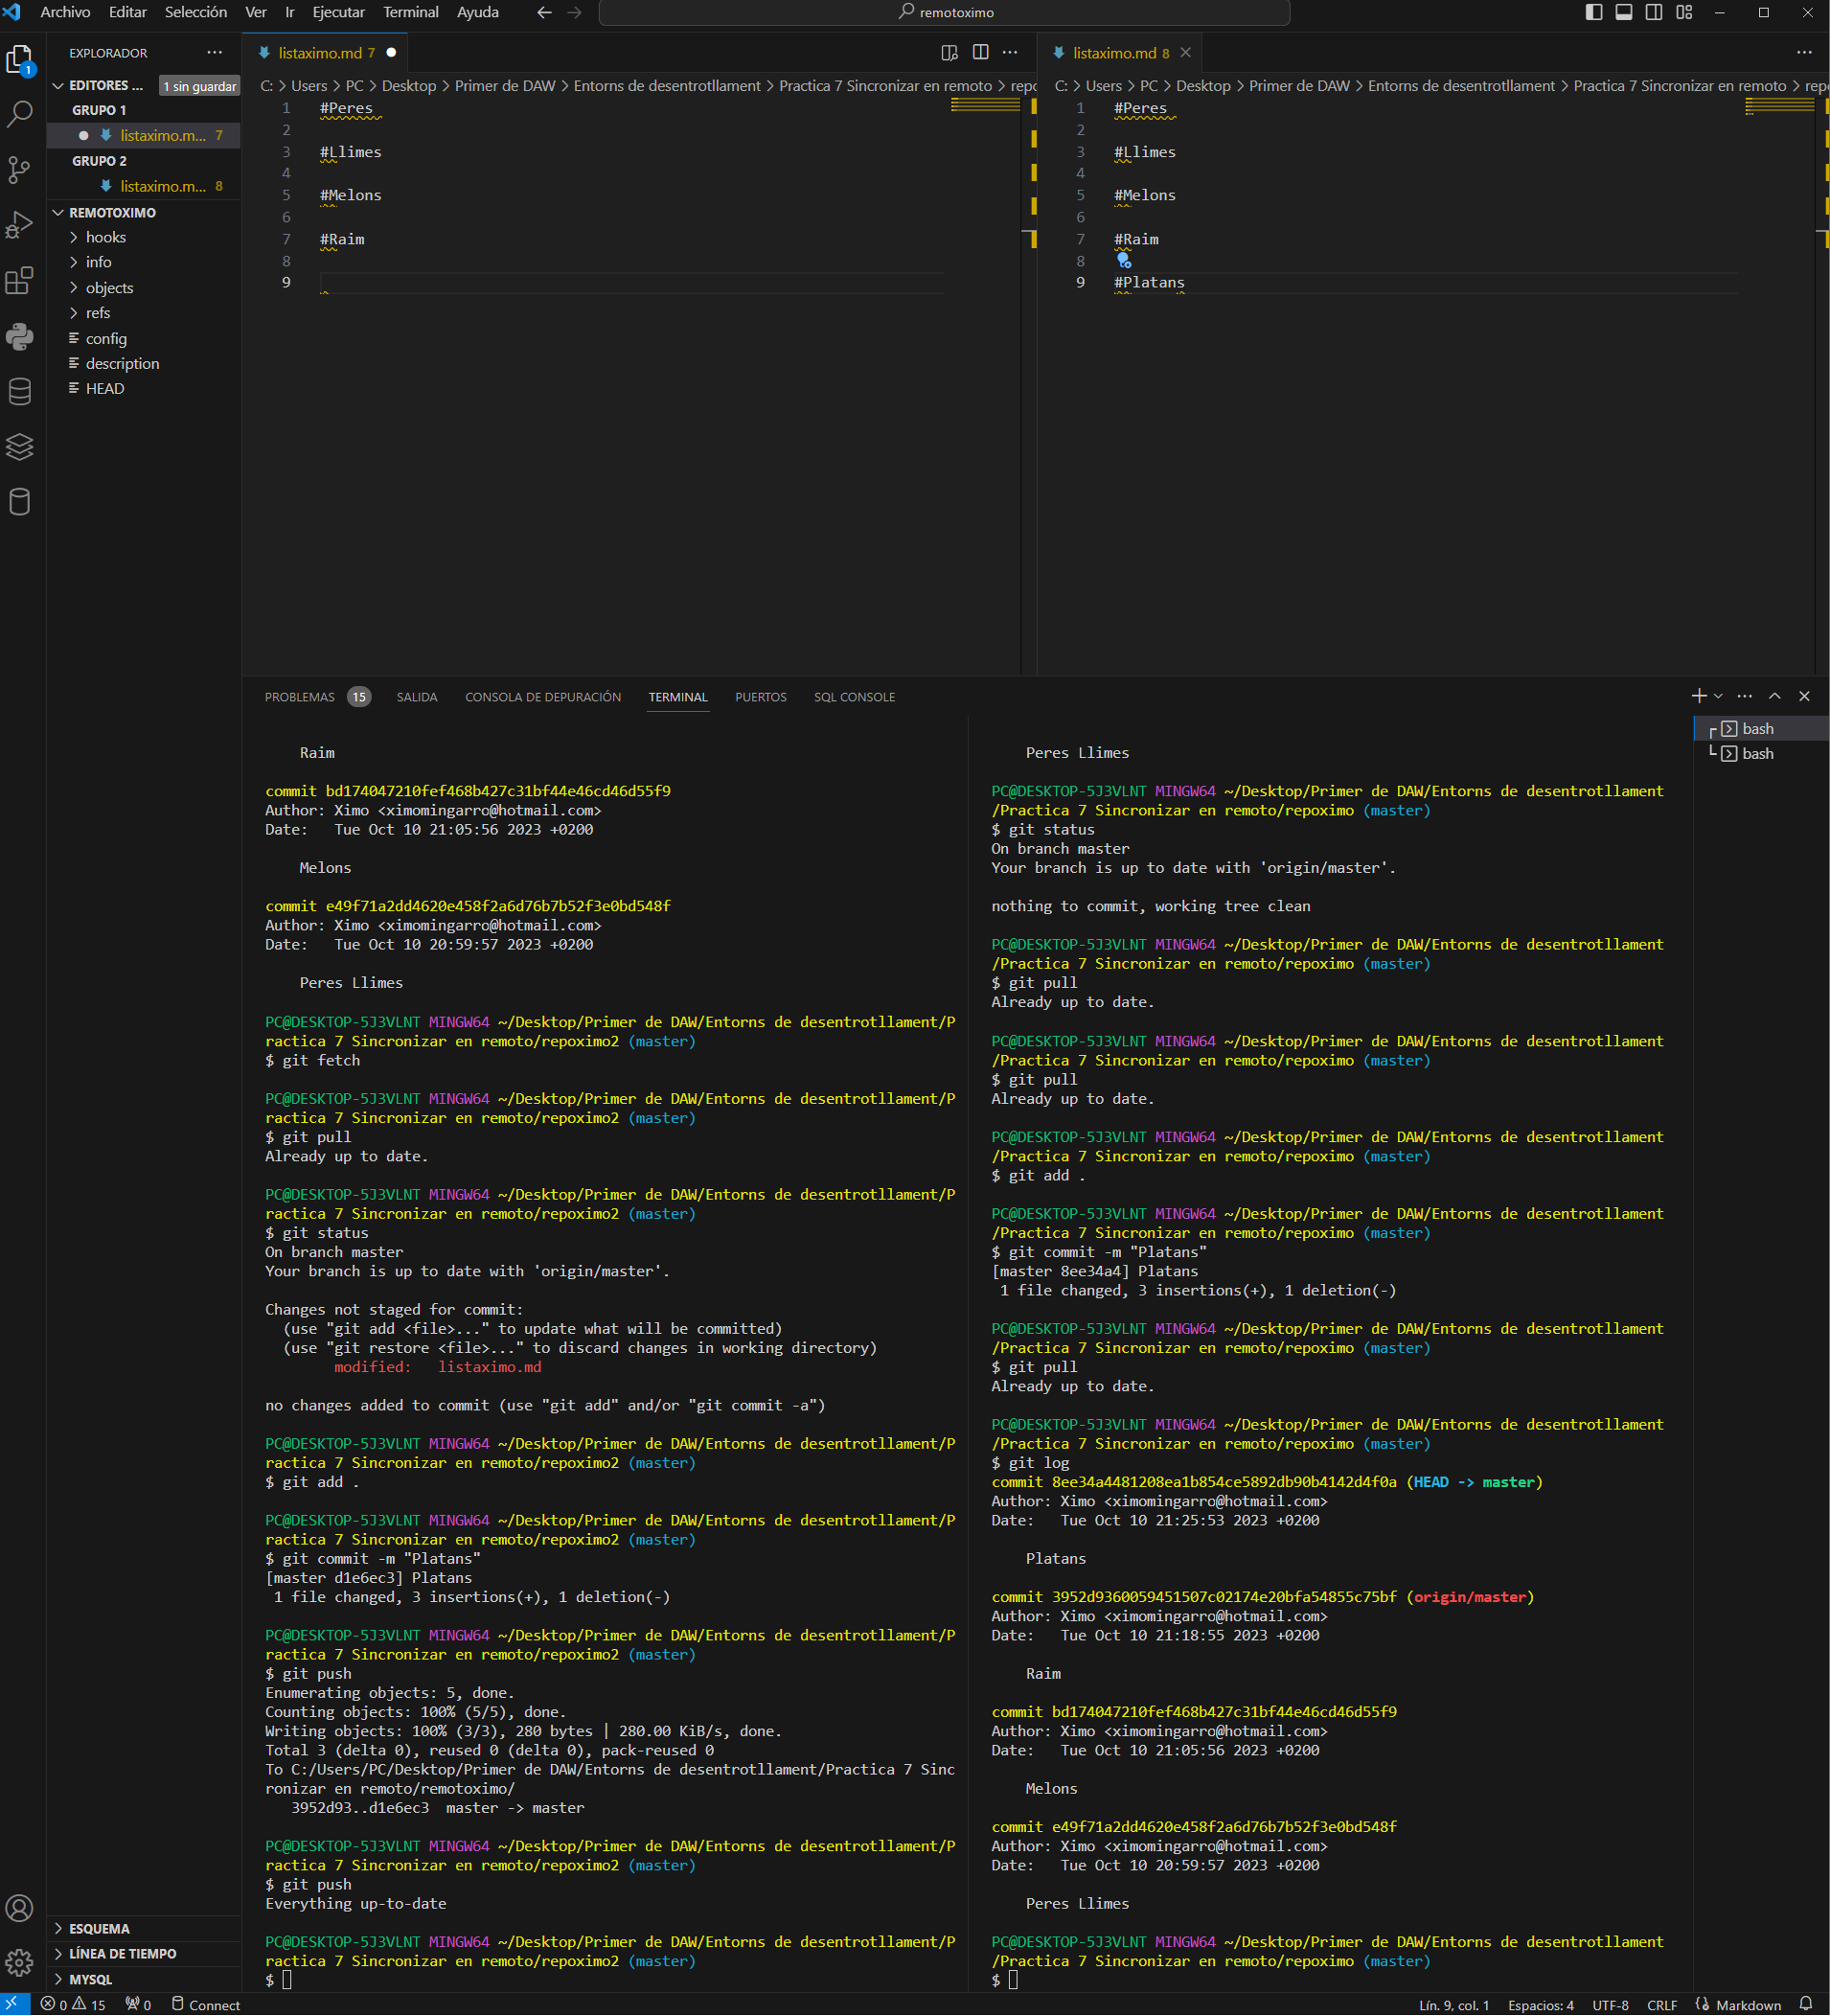 Archivo Editar Selección Ver Ir Ejecutar Terminal Ayuda remotoximo
EXPLORADOR
EDITORES ... 1 sin guardar
GRUPO 1
listaximo.m... 7
GRUPO 2
listaximo.m... 8
REMOTOXIMO
hooks
info
objects
refs
config
description
HEAD
ESQUEMA
LÍNEA DE TIEMPO
MYSQL
listaximo.md 7
C: > Users > PC > Desktop > Primer de DAW > Entorns de desentrotllament > Practica 7 Sincronizar en remoto > repo
1 #Peres
2
3 #Llimes
4
5 #Melons
6
7 #Raim
8
9
listaximo.md 8
C: > Users > PC > Desktop > Primer de DAW > Entorns de desentrotllament > Practica 7 Sincronizar en remoto > rep
1 #Peres
2
3 #Llimes
4
5 #Melons
6
7 #Raim
8
9 #Platans
PROBLEMAS 15 SALIDA CONSOLA DE DEPURACIÓN TERMINAL PUERTOS SQL CONSOLE
Raim
commit bd174047210fef468b427c31bf44e46cd46d55f9
Author: Ximo <ximomingarro@hotmail.com>
Date: Tue Oct 10 21:05:56 2023 +0200
Melons
commit e49f71a2dd4620e458f2a6d76b7b52f3e0bd548f
Author: Ximo <ximomingarro@hotmail.com>
Date: Tue Oct 10 20:59:57 2023 +0200
Peres Llimes
PC@DESKTOP-5J3VLNT MINGW64 ~/Desktop/Primer de DAW/Entorns de desentrotllament/P
ractica 7 Sincronizar en remoto/repoximo2 (master)
$ git fetch
PC@DESKTOP-5J3VLNT MINGW64 ~/Desktop/Primer de DAW/Entorns de desentrotllament/P
ractica 7 Sincronizar en remoto/repoximo2 (master)
$ git pull
Already up to date.
PC@DESKTOP-5J3VLNT MINGW64 ~/Desktop/Primer de DAW/Entorns de desentrotllament/P
ractica 7 Sincronizar en remoto/repoximo2 (master)
$ git status
On branch master
Your branch is up to date with 'origin/master'.
Changes not staged for commit:
(use "git add <file>..." to update what will be committed)
(use "git restore <file>..." to discard changes in working directory)
modified: listaximo.md
no changes added to commit (use "git add" and/or "git commit -a")
PC@DESKTOP-5J3VLNT MINGW64 ~/Desktop/Primer de DAW/Entorns de desentrotllament/P
ractica 7 Sincronizar en remoto/repoximo2 (master)
$ git add .
PC@DESKTOP-5J3VLNT MINGW64 ~/Desktop/Primer de DAW/Entorns de desentrotllament/P
ractica 7 Sincronizar en remoto/repoximo2 (master)
$ git commit -m "Platans"
[master d1e6ec3] Platans
1 file changed, 3 insertions(+), 1 deletion(-)
PC@DESKTOP-5J3VLNT MINGW64 ~/Desktop/Primer de DAW/Entorns de desentrotllament/P
ractica 7 Sincronizar en remoto/repoximo2 (master)
$ git push
Enumerating objects: 5, done.
Counting objects: 100% (5/5), done.
Writing objects: 100% (3/3), 280 bytes | 280.00 KiB/s, done.
Total 3 (delta 0), reused 0 (delta 0), pack-reused 0
To C:/Users/PC/Desktop/Primer de DAW/Entorns de desentrotllament/Practica 7 Sinc
ronizar en remoto/remotoximo/
3952d93..d1e6ec3 master -> master
PC@DESKTOP-5J3VLNT MINGW64 ~/Desktop/Primer de DAW/Entorns de desentrotllament/P
ractica 7 Sincronizar en remoto/repoximo2 (master)
$ git push
Everything up-to-date
PC@DESKTOP-5J3VLNT MINGW64 ~/Desktop/Primer de DAW/Entorns de desentrotllament/P
ractica 7 Sincronizar en remoto/repoximo2 (master)
$
Peres Llimes
PC@DESKTOP-5J3VLNT MINGW64 ~/Desktop/Primer de DAW/Entorns de desentrotllament
/Practica 7 Sincronizar en remoto/repoximo (master)
$ git status
On branch master
Your branch is up to date with 'origin/master'.
nothing to commit, working tree clean
PC@DESKTOP-5J3VLNT MINGW64 ~/Desktop/Primer de DAW/Entorns de desentrotllament
/Practica 7 Sincronizar en remoto/repoximo (master)
$ git pull
Already up to date.
PC@DESKTOP-5J3VLNT MINGW64 ~/Desktop/Primer de DAW/Entorns de desentrotllament
/Practica 7 Sincronizar en remoto/repoximo (master)
$ git pull
Already up to date.
PC@DESKTOP-5J3VLNT MINGW64 ~/Desktop/Primer de DAW/Entorns de desentrotllament
/Practica 7 Sincronizar en remoto/repoximo (master)
$ git add .
PC@DESKTOP-5J3VLNT MINGW64 ~/Desktop/Primer de DAW/Entorns de desentrotllament
/Practica 7 Sincronizar en remoto/repoximo (master)
$ git commit -m "Platans"
[master 8ee34a4] Platans
1 file changed, 3 insertions(+), 1 deletion(-)
PC@DESKTOP-5J3VLNT MINGW64 ~/Desktop/Primer de DAW/Entorns de desentrotllament
/Practica 7 Sincronizar en remoto/repoximo (master)
$ git pull
Already up to date.
PC@DESKTOP-5J3VLNT MINGW64 ~/Desktop/Primer de DAW/Entorns de desentrotllament
/Practica 7 Sincronizar en remoto/repoximo (master)
$ git log
commit 8ee34a4481208ea1b854ce5892db90b4142d4f0a (HEAD -> master)
Author: Ximo <ximomingarro@hotmail.com>
Date: Tue Oct 10 21:25:53 2023 +0200
Platans
commit 3952d9360059451507c02174e20bfa54855c75bf (origin/master)
Author: Ximo <ximomingarro@hotmail.com>
Date: Tue Oct 10 21:18:55 2023 +0200
Raim
commit bd174047210fef468b427c31bf44e46cd46d55f9
Author: Ximo <ximomingarro@hotmail.com>
Date: Tue Oct 10 21:05:56 2023 +0200
Melons
commit e49f71a2dd4620e458f2a6d76b7b52f3e0bd548f
Author: Ximo <ximomingarro@hotmail.com>
Date: Tue Oct 10 20:59:57 2023 +0200
Peres Llimes
PC@DESKTOP-5J3VLNT MINGW64 ~/Desktop/Primer de DAW/Entorns de desentrotllament
/Practica 7 Sincronizar en remoto/repoximo (master)
$
bash
bash
1
0 15 0 Connect Lín. 9, col. 1 Espacios: 4 UTF-8 CRLF Markdown